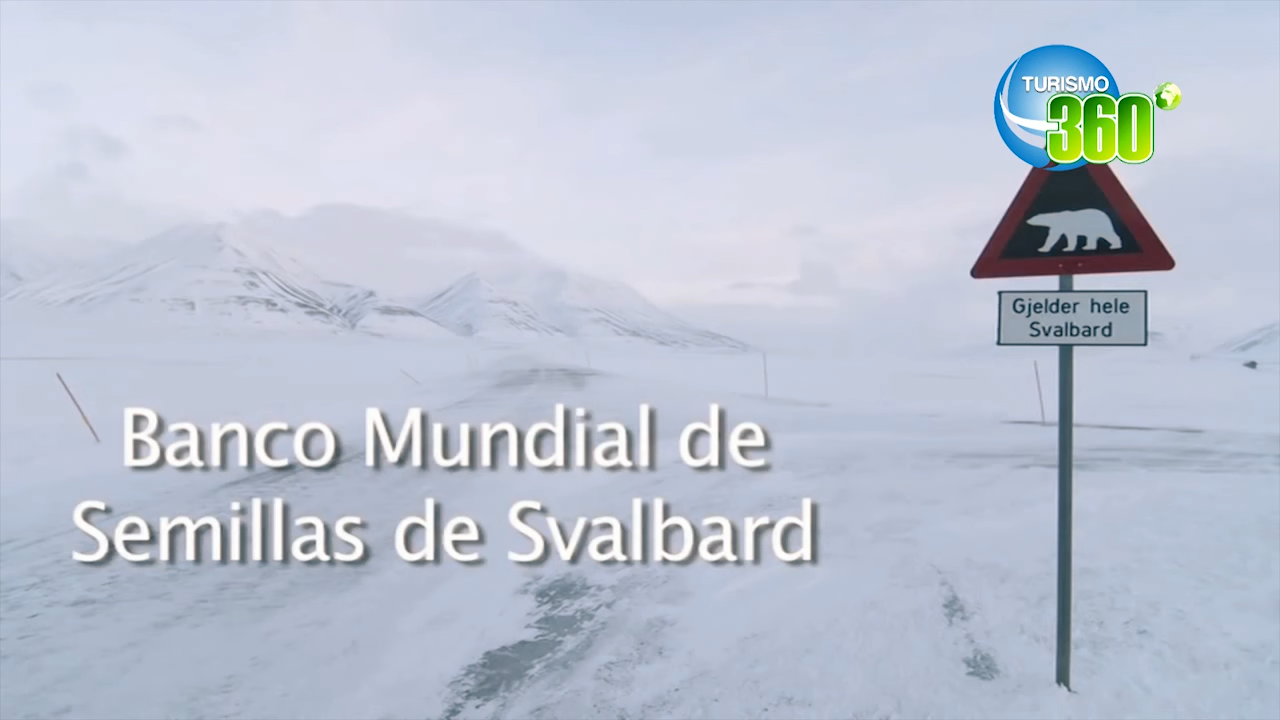 TURISMO
360°
Gjelder hele
Svalbard
Banco Mundial de
Semillas de Svalbard